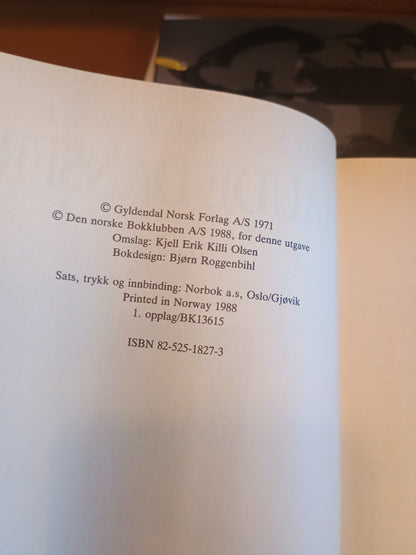 © Gyldendal Norsk Forlag A/S 1971
© Den norske Bokklubben A/S 1988, for denne utgave
Omslag: Kjell Erik Killi Olsen
Bokdesign: Bjørn Roggenbihl
Sats, trykk og innbinding: Norbok a.s, Oslo/Gjøvik
Printed in Norway 1988
1. opplag/BK13615
ISBN 82-525-1827-3